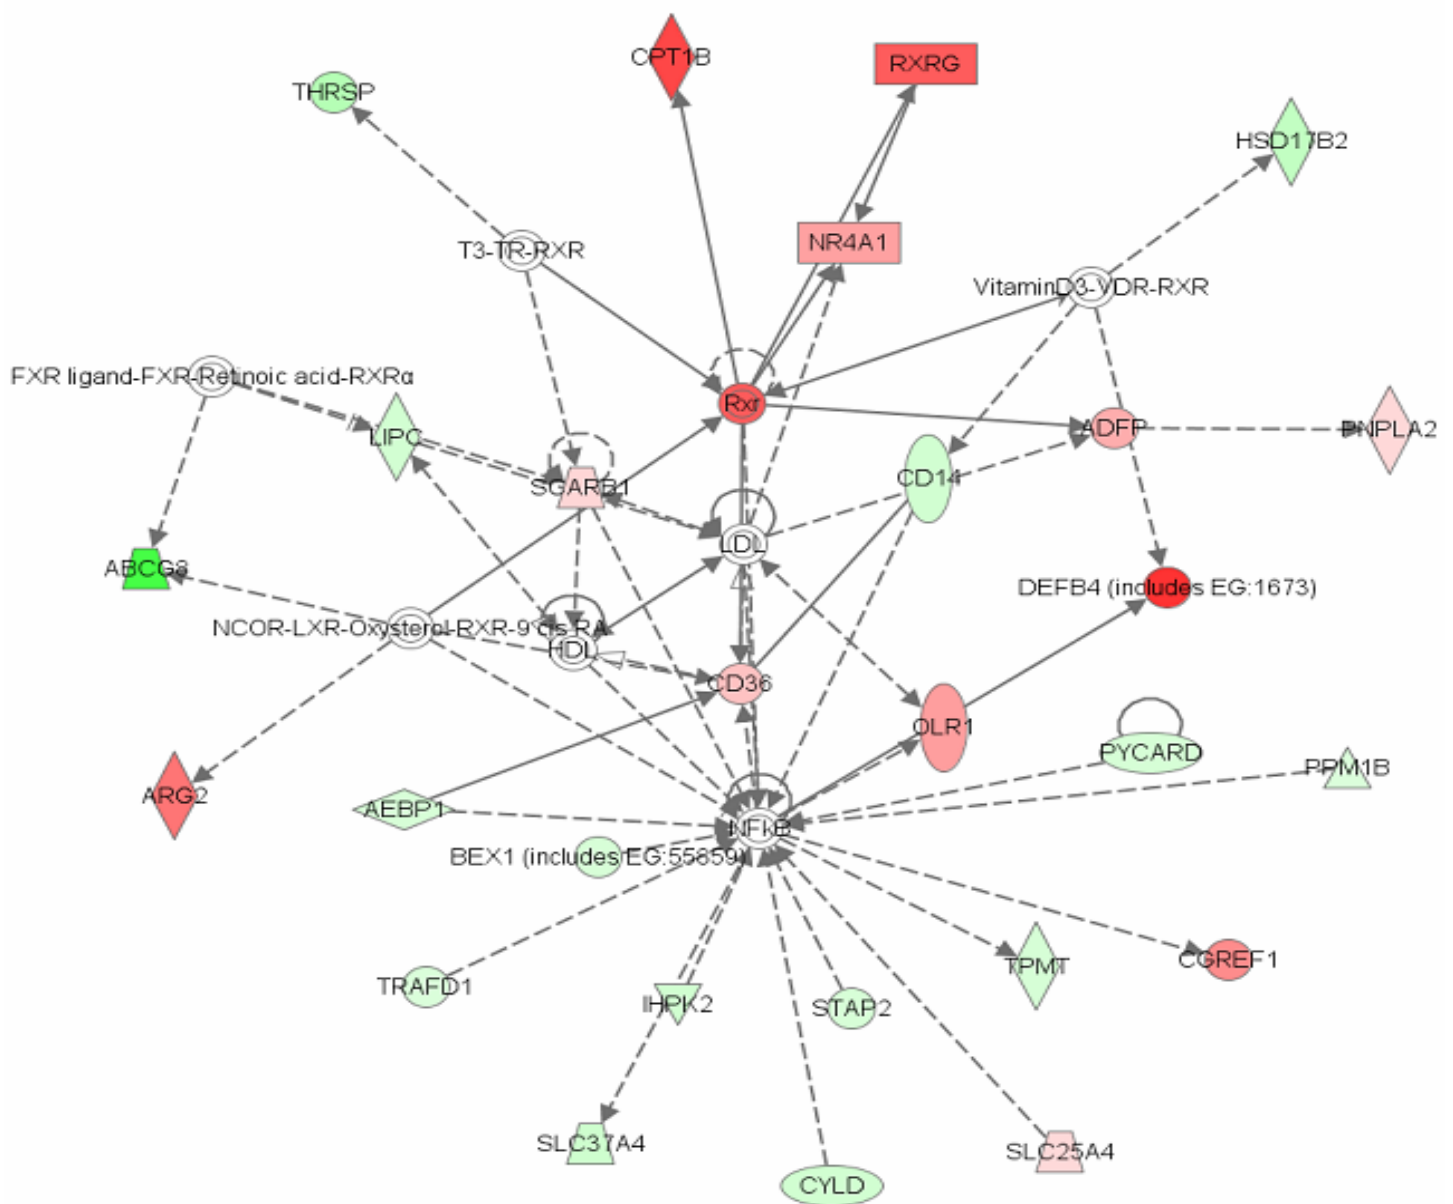 CPT1B
RXRG
THRSP
HSD17B2
NR4A1
T3-TR-RXR
VitaminD3-VDR-RXR
FXR ligand-FXR-Retinoic acid-RXRα
Rxr
ADFP
PNPLA2
LIPC
CD14
SCARB1
LDL
ABCG8
DEFB4 (includes EG:1673)
NCOR-LXR-Oxysterol-RXR-9 cis RA
HDL
CD36
OLR1
PYCARD
PPM1B
ARG2
AEBP1
NFkB
BEX1 (includes EG:55859)
TPMT
CGREF1
TRAFD1
IHPK2
STAP2
SLC37A4
SLC25A4
CYLD